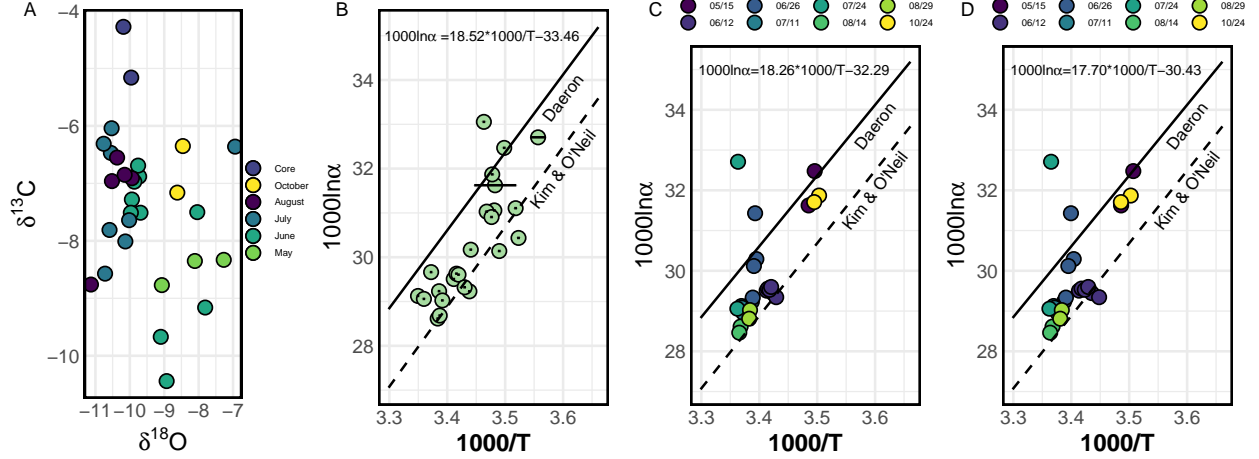 A
−4
−6
−8
−10
δ13C
−11 −10 −9 −8 −7
δ18O
Core
October
August
July
June
May
B
1000lnα =18.52*1000/T−33.46
Daeron
Kim & O'Neil
34
32
30
28
1000lnα
3.3 3.4 3.5 3.6
1000/T
C
05/15 06/26 07/24 08/29
06/12 07/11 08/14 10/24
1000lnα=18.26*1000/T−32.29
Daeron
Kim & O'Neil
34
32
30
28
1000lnα
3.3 3.4 3.5 3.6
1000/T
D
05/15 06/26 07/24 08/29
06/12 07/11 08/14 10/24
1000lnα=17.70*1000/T−30.43
Daeron
Kim & O'Neil
34
32
30
28
1000lnα
3.3 3.4 3.5 3.6
1000/T